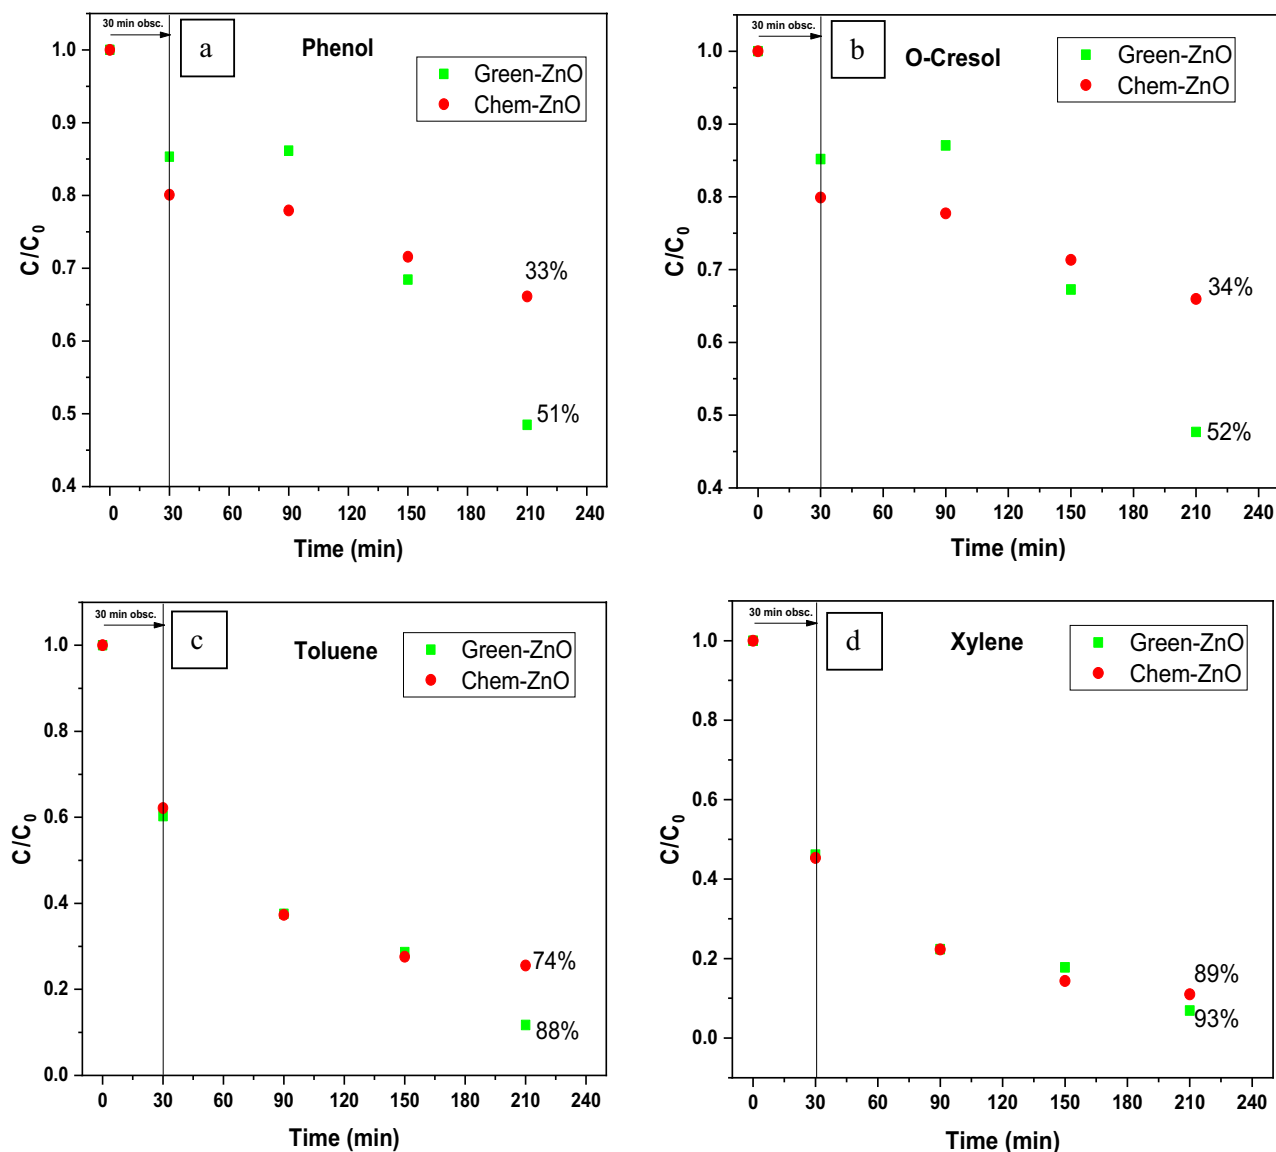 30 min obsc.
a
Phenol
Green-ZnO
Chem-ZnO
1.0
0.9
0.8
0.7
0.6
0.5
0.4
C/C0
33%
51%
0 30 60 90 120 150 180 210 240
Time (min)
30 min obsc.
b
O-Cresol
Green-ZnO
Chem-ZnO
1.0
0.9
0.8
0.7
0.6
0.5
0.4
C/C0
34%
52%
0 30 60 90 120 150 180 210 240
Time (min)
30 min obsc.
c
Toluene
Green-ZnO
Chem-ZnO
1.0
0.8
0.6
0.4
0.2
0.0
C/C0
74%
88%
0 30 60 90 120 150 180 210 240
Time (min)
30 min obsc.
d
Xylene
Green-ZnO
Chem-ZnO
1.0
0.8
0.6
0.4
0.2
0.0
C/C0
89%
93%
0 30 60 90 120 150 180 210 240
Time (min)